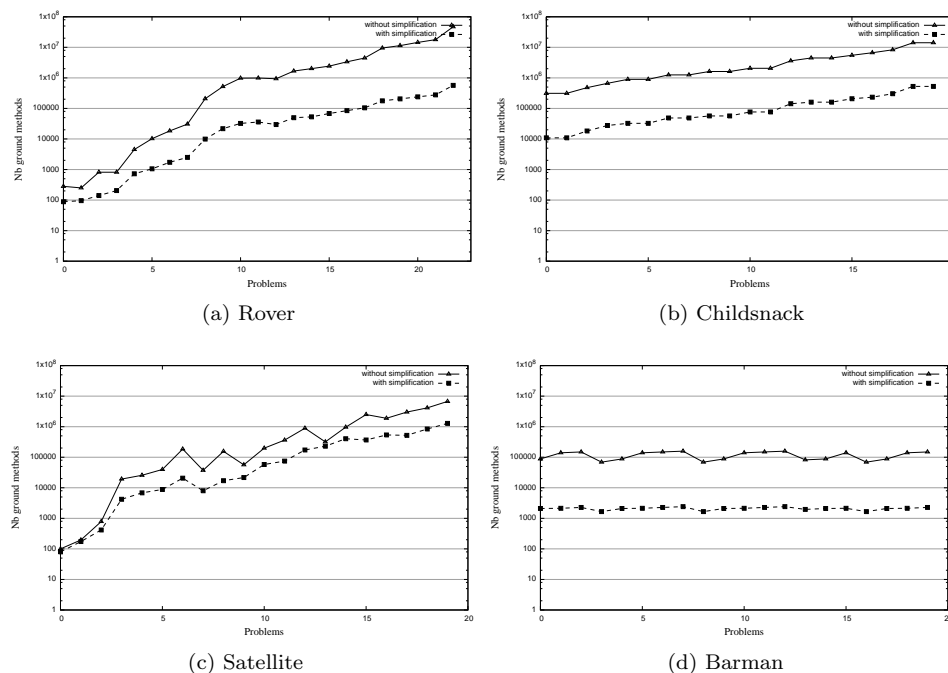 1x10^8
1x10^7
1x10^6
100000
10000
1000
100
10
1
Nb ground methods
without simplification
with simplification
0 5 10 15 20
Problems
(a) Rover
1x10^8
1x10^7
1x10^6
100000
10000
1000
100
10
1
Nb ground methods
without simplification
with simplification
0 5 10 15
Problems
(b) Childsnack
1x10^8
1x10^7
1x10^6
100000
10000
1000
100
10
1
Nb ground methods
without simplification
with simplification
0 5 10 15 20
Problems
(c) Satellite
1x10^8
1x10^7
1x10^6
100000
10000
1000
100
10
1
Nb ground methods
without simplification
with simplification
0 5 10 15
Problems
(d) Barman